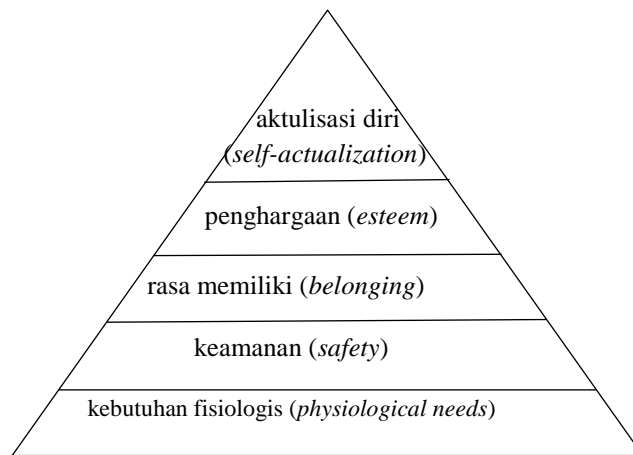 aktulisasi diri
(self-actualization)
penghargaan (esteem)
rasa memiliki (belonging)
keamanan (safety)
kebutuhan fisiologis (physiological needs)